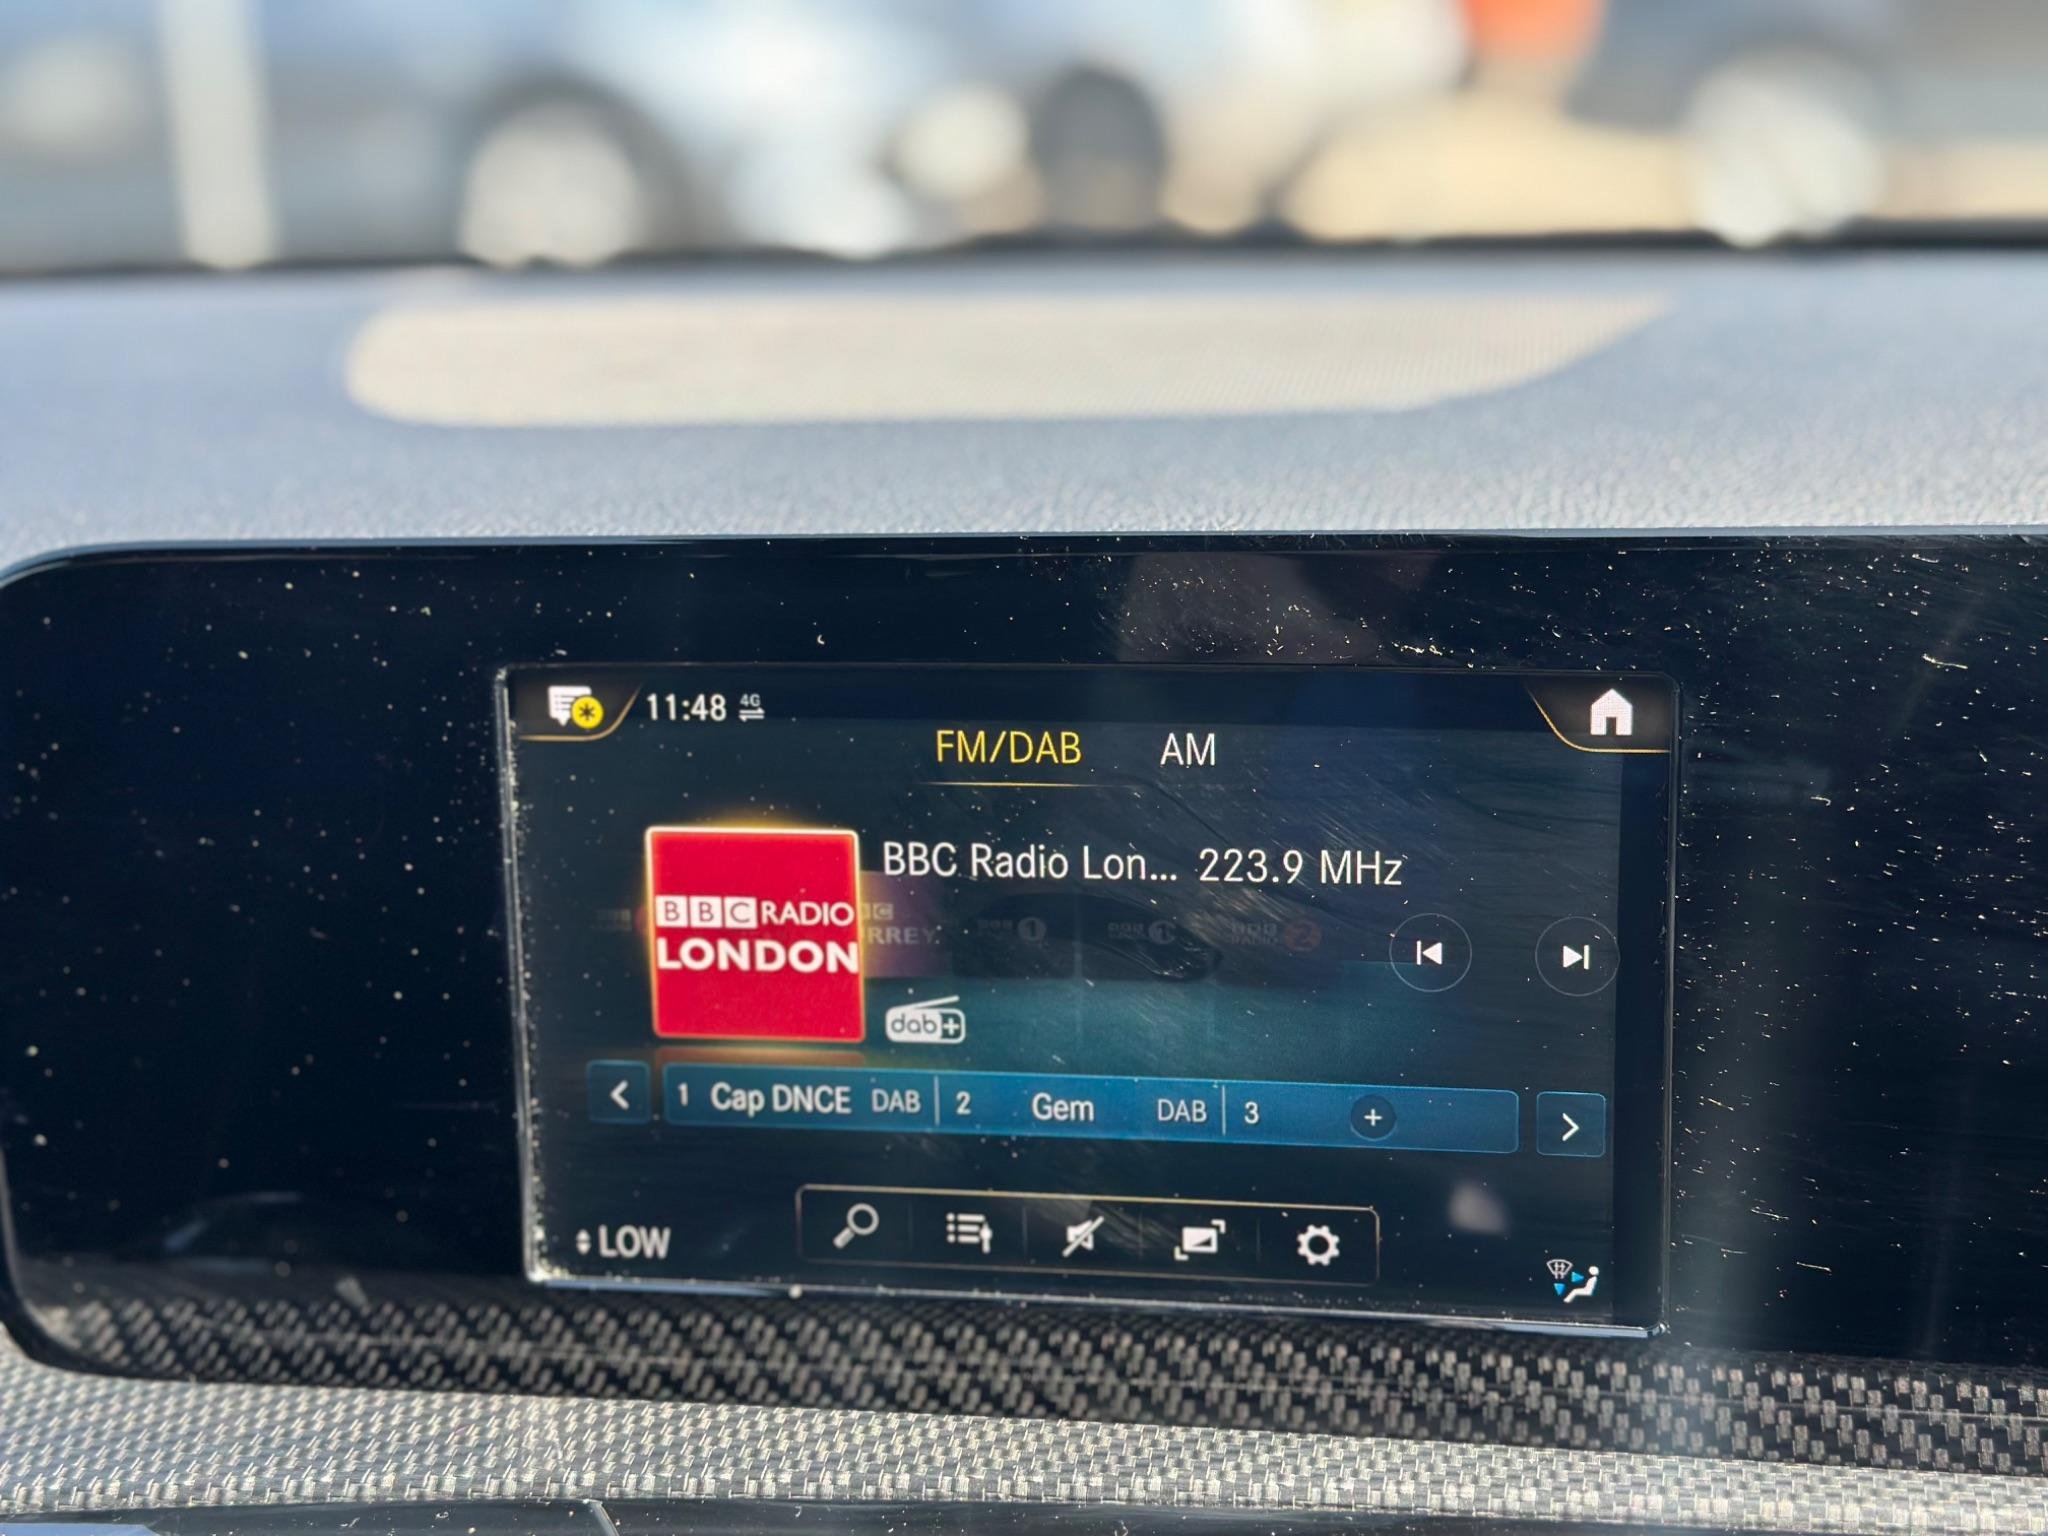 11:48 4G
FM/DAB AM
BBC Radio Lon... 223.9 MHz
BBC RADIO
LONDON
RREY
dab+
1 Cap DNCE DAB 2 Gem DAB 3 +
LOW